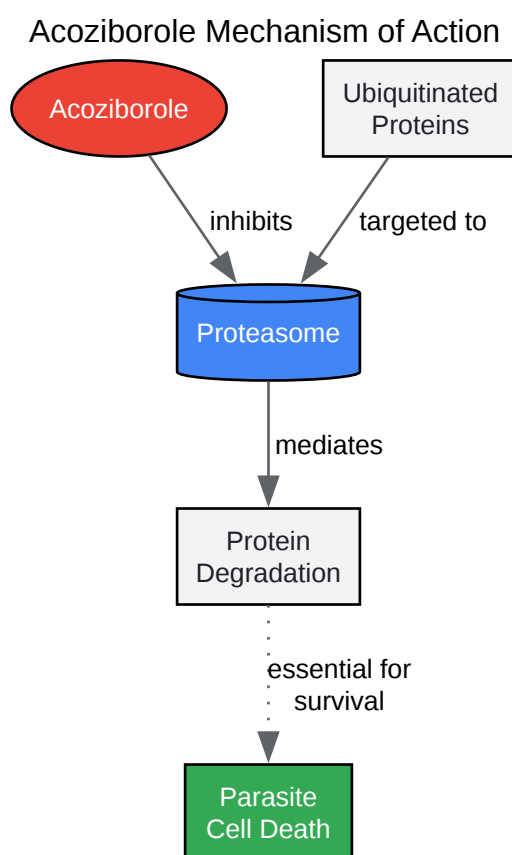 Acoziborole Mechanism of Action
Acoziborole
Ubiquitinated
Proteins
inhibits
targeted to
Proteasome
mediates
Protein
Degradation
essential for
survival
Parasite
Cell Death